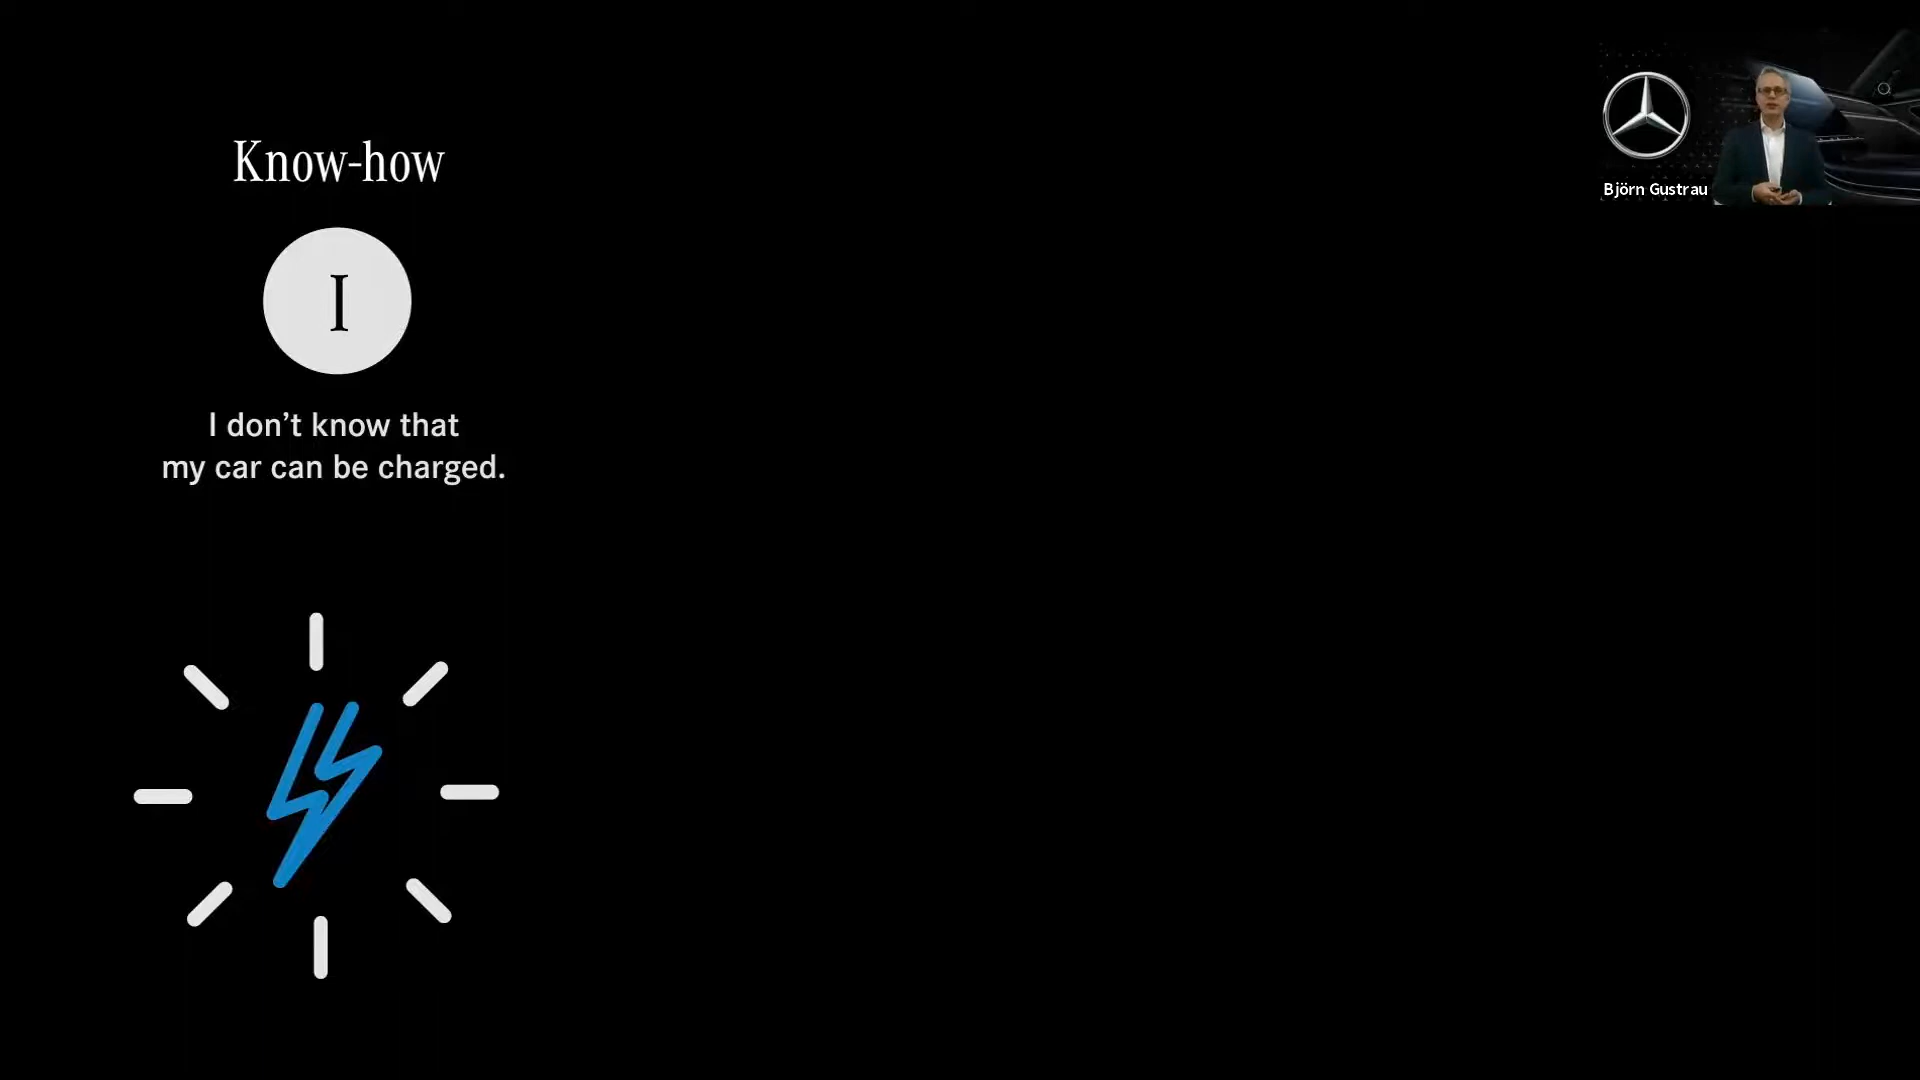 Know-how
I
I don’t know that
my car can be charged.
Björn Gustrau